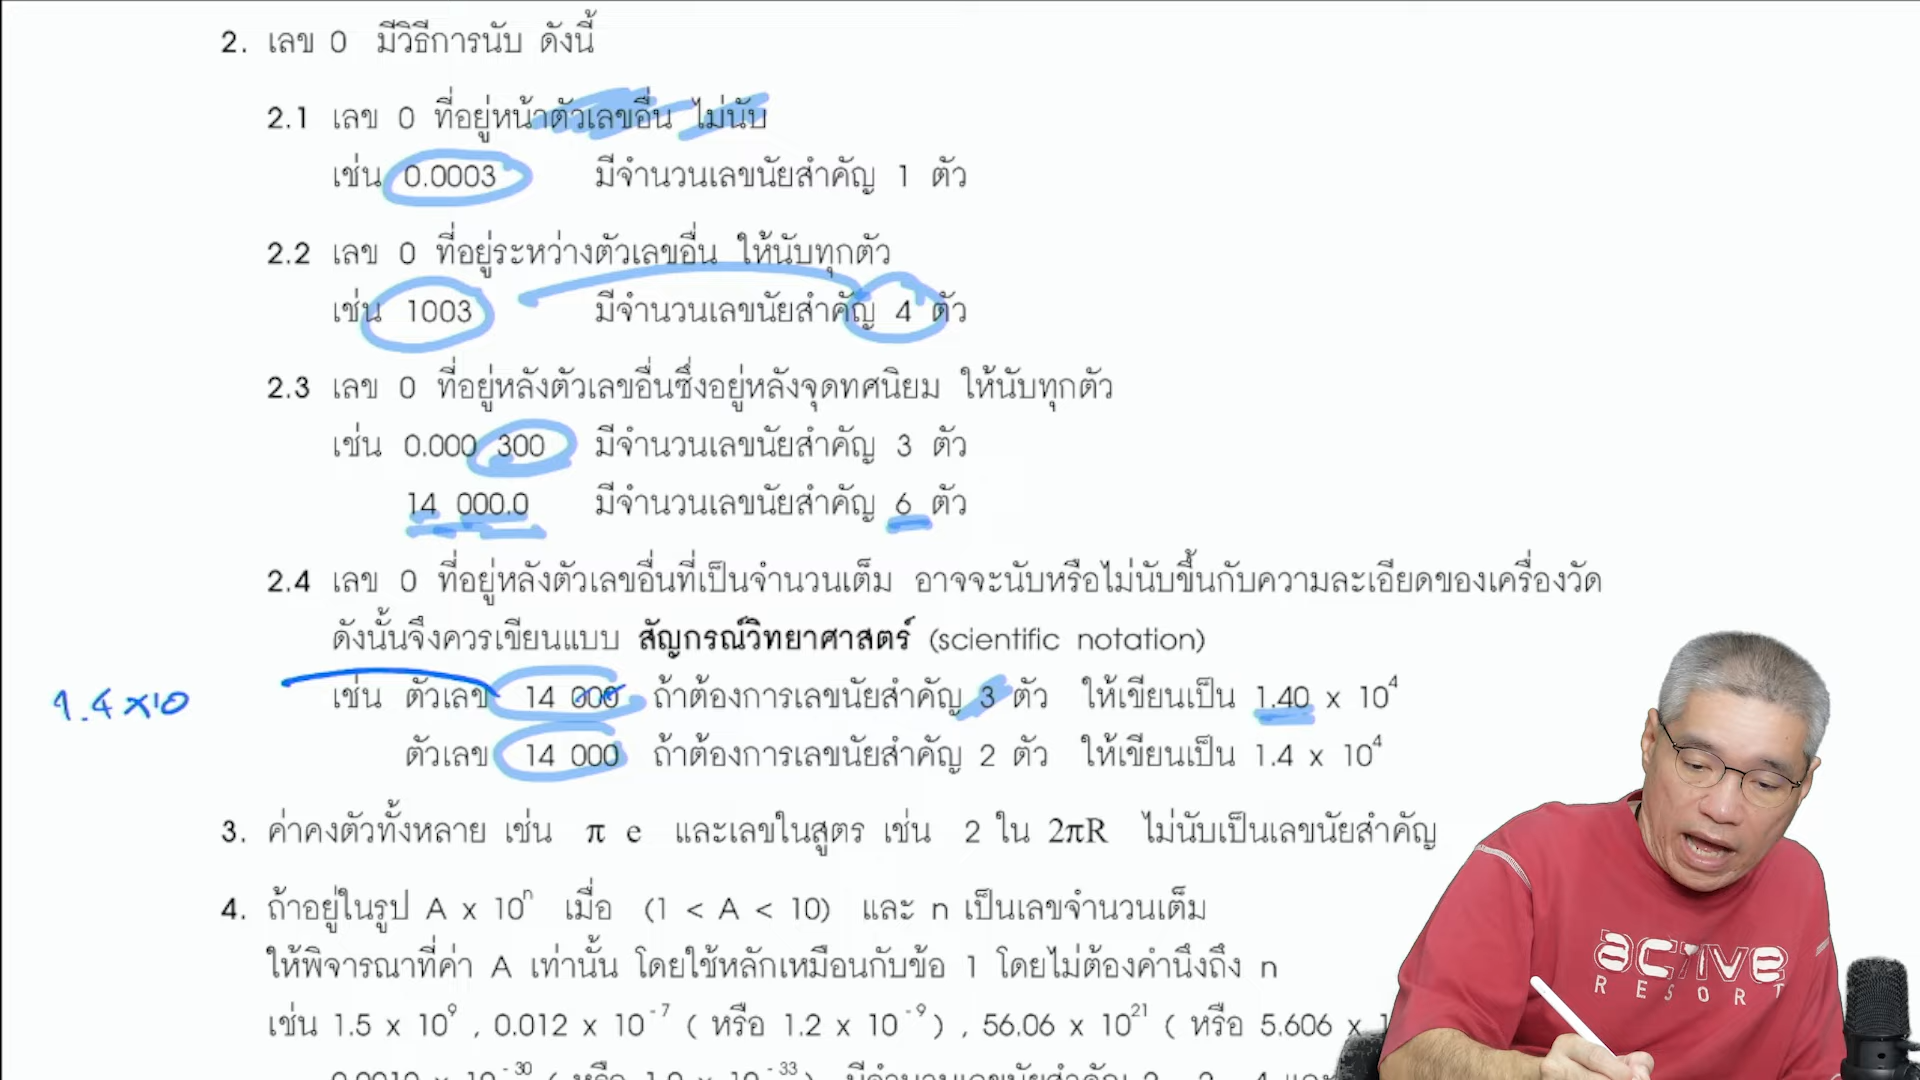 2. เลข 0 มีวิธีการนับ ดังนี้
2.1 เลข 0 ที่อยู่หน้าตัวเลขอื่น ไม่นับ
เช่น 0.0003 มีจำนวนเลขนัยสำคัญ 1 ตัว
2.2 เลข 0 ที่อยู่ระหว่างตัวเลขอื่น ให้นับทุกตัว
เช่น 1003 มีจำนวนเลขนัยสำคัญ 4 ตัว
2.3 เลข 0 ที่อยู่หลังตัวเลขอื่นซึ่งอยู่หลังจุดทศนิยม ให้นับทุกตัว
เช่น 0.000 300 มีจำนวนเลขนัยสำคัญ 3 ตัว
14 000.0 มีจำนวนเลขนัยสำคัญ 6 ตัว
2.4 เลข 0 ที่อยู่หลังตัวเลขอื่นที่เป็นจำนวนเต็ม อาจจะนับหรือไม่นับขึ้นกับความละเอียดของเครื่องวัด
ดังนั้นจึงควรเขียนแบบ สัญกรณ์วิทยาศาสตร์ (scientific notation)
เช่น ตัวเลข 14 000 ถ้าต้องการเลขนัยสำคัญ 3 ตัว ให้เขียนเป็น 1.40 x 10⁴
1.4 x10
ตัวเลข 14 000 ถ้าต้องการเลขนัยสำคัญ 2 ตัว ให้เขียนเป็น 1.4 x 10⁴
3. ค่าคงตัวทั้งหลาย เช่น π e และเลขในสูตร เช่น 2 ใน 2πR ไม่นับเป็นเลขนัยสำคัญ
4. ถ้าอยู่ในรูป A x 10ⁿ เมื่อ (1 < A < 10) และ n เป็นเลขจำนวนเต็ม
ให้พิจารณาที่ค่า A เท่านั้น โดยใช้หลักเหมือนกับข้อ 1 โดยไม่ต้องคำนึงถึง n
เช่น 1.5 x 10⁹ , 0.012 x 10⁻⁷ ( หรือ 1.2 x 10⁻⁹ ) , 56.06 x 10²¹ ( หรือ 5.606 x
ACTIVE
RESORT